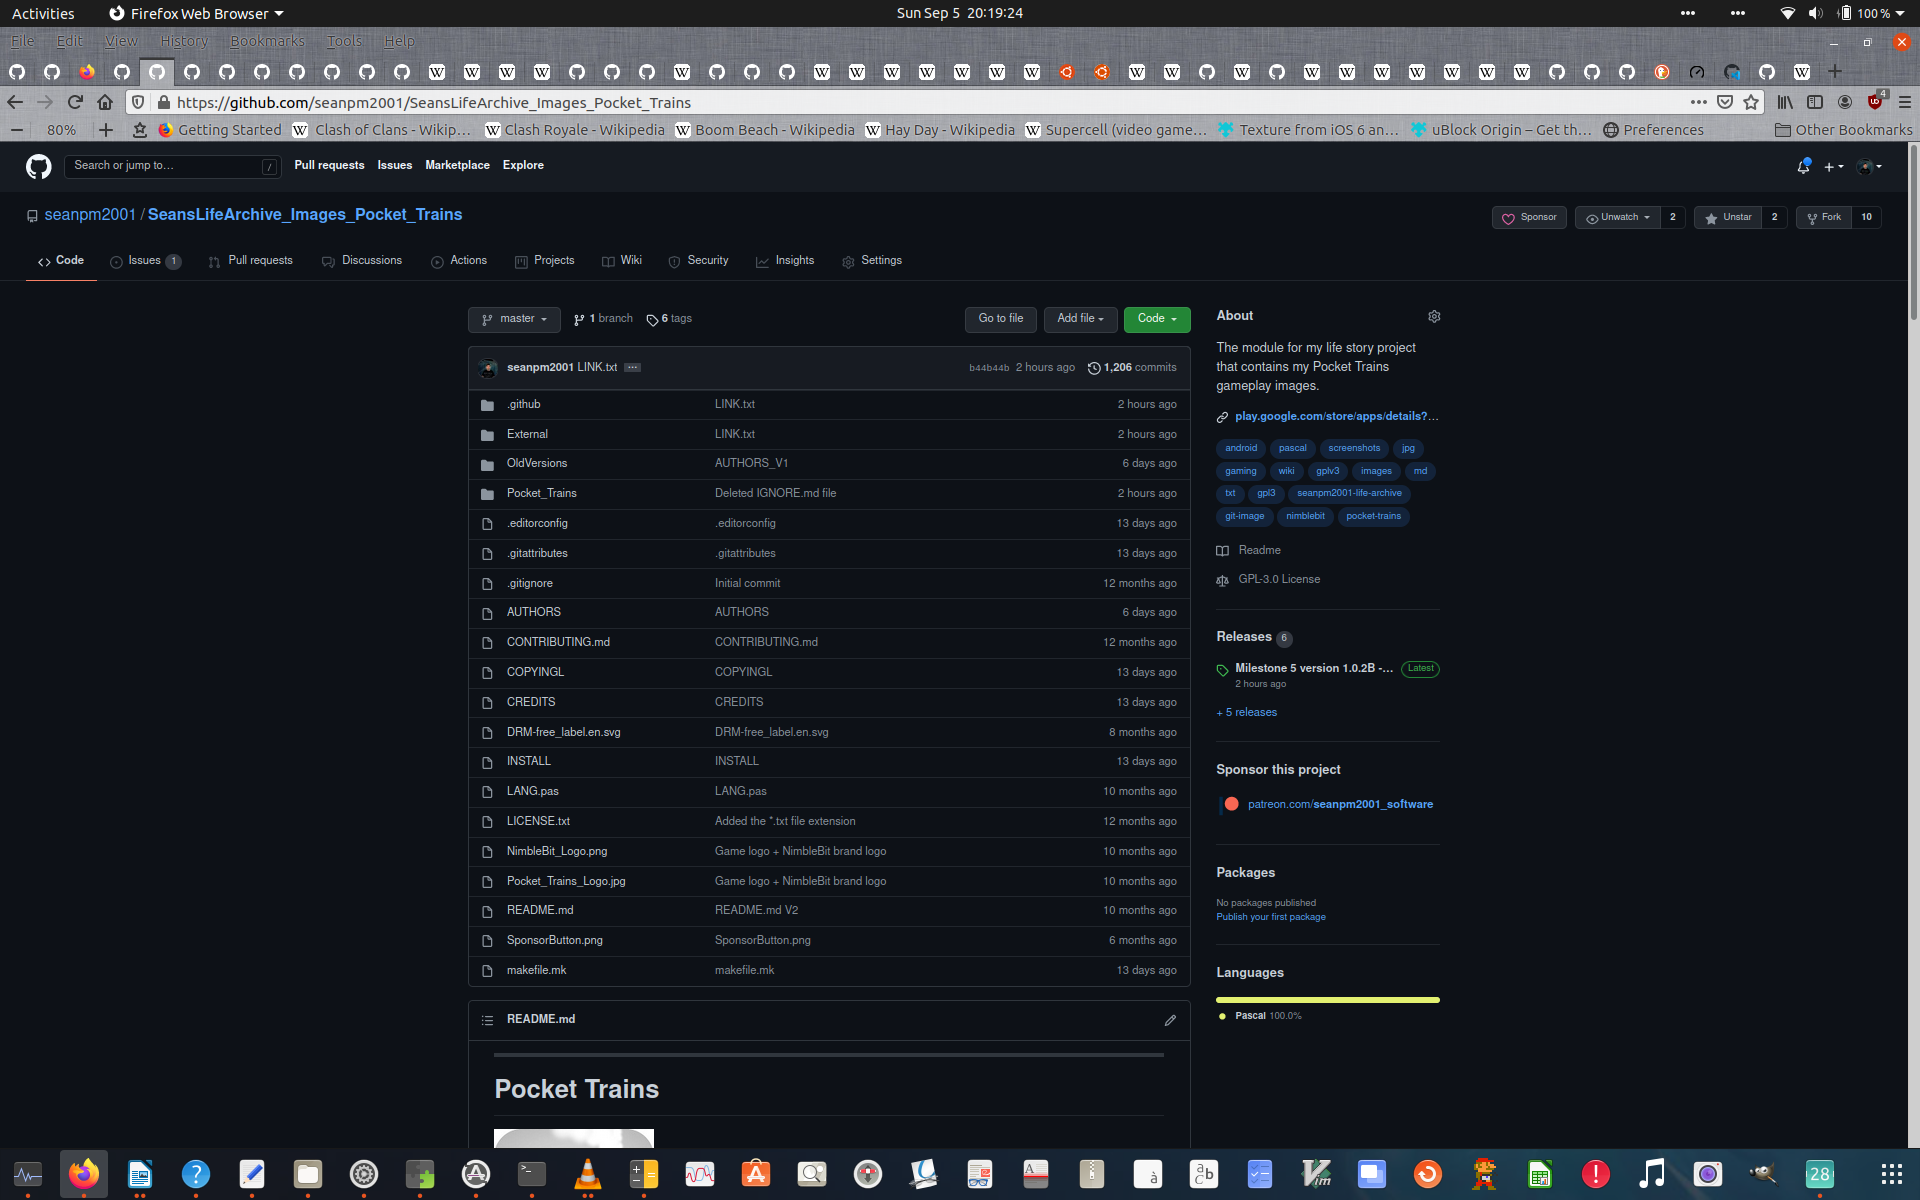 Activities Firefox Web Browser Sun Sep 5 20:19:24 100 %
File Edit View History Bookmarks Tools Help
https://github.com/seanpm2001/SeansLifeArchive_Images_Pocket_Trains 4
80% Getting Started Clash of Clans - Wikip… Clash Royale - Wikipedia Boom Beach - Wikipedia Hay Day - Wikipedia Supercell (video game… Texture from iOS 6 an… uBlock Origin – Get th… Preferences Other Bookmarks
Search or jump to… / Pull requests Issues Marketplace Explore
seanpm2001 / SeansLifeArchive_Images_Pocket_Trains Sponsor Unwatch 2 Unstar 2 Fork 10
Code Issues 1 Pull requests Discussions Actions Projects Wiki Security Insights Settings
master 1 branch 6 tags Go to file Add file Code
seanpm2001 LINK.txt b44b44b 2 hours ago 1,206 commits
.github LINK.txt 2 hours ago
External LINK.txt 2 hours ago
OldVersions AUTHORS_V1 6 days ago
Pocket_Trains Deleted IGNORE.md file 2 hours ago
.editorconfig .editorconfig 13 days ago
.gitattributes .gitattributes 13 days ago
.gitignore Initial commit 12 months ago
AUTHORS AUTHORS 6 days ago
CONTRIBUTING.md CONTRIBUTING.md 12 months ago
COPYINGL COPYINGL 13 days ago
CREDITS CREDITS 13 days ago
DRM-free_label.en.svg DRM-free_label.en.svg 8 months ago
INSTALL INSTALL 13 days ago
LANG.pas LANG.pas 10 months ago
LICENSE.txt Added the *.txt file extension 12 months ago
NimbleBit_Logo.png Game logo + NimbleBit brand logo 10 months ago
Pocket_Trains_Logo.jpg Game logo + NimbleBit brand logo 10 months ago
README.md README.md V2 10 months ago
SponsorButton.png SponsorButton.png 6 months ago
makefile.mk makefile.mk 13 days ago
README.md
Pocket Trains
About
The module for my life story project
that contains my Pocket Trains
gameplay images.
play.google.com/store/apps/details?…
android pascal screenshots jpg
gaming wiki gplv3 images md
txt gpl3 seanpm2001-life-archive
git-image nimblebit pocket-trains
Readme
GPL-3.0 License
Releases 6
Milestone 5 version 1.0.2B -… Latest
2 hours ago
+ 5 releases
Sponsor this project
patreon.com/seanpm2001_software
Packages
No packages published
Publish your first package
Languages
Pascal 100.0%
28